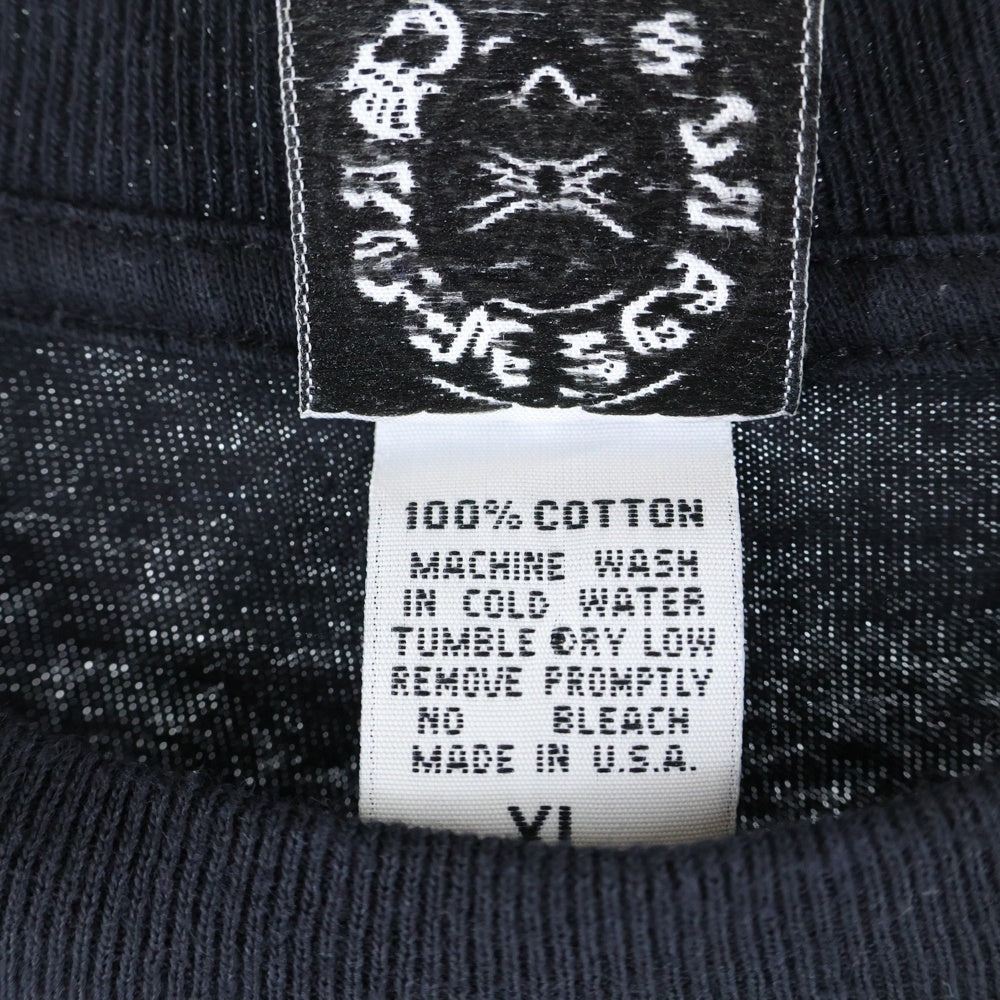 100% COTTON
MACHINE WASH
IN COLD WATER
TUMBLE DRY LOW
REMOVE PROMPTLY
NO BLEACH
MADE IN U.S.A.
XL